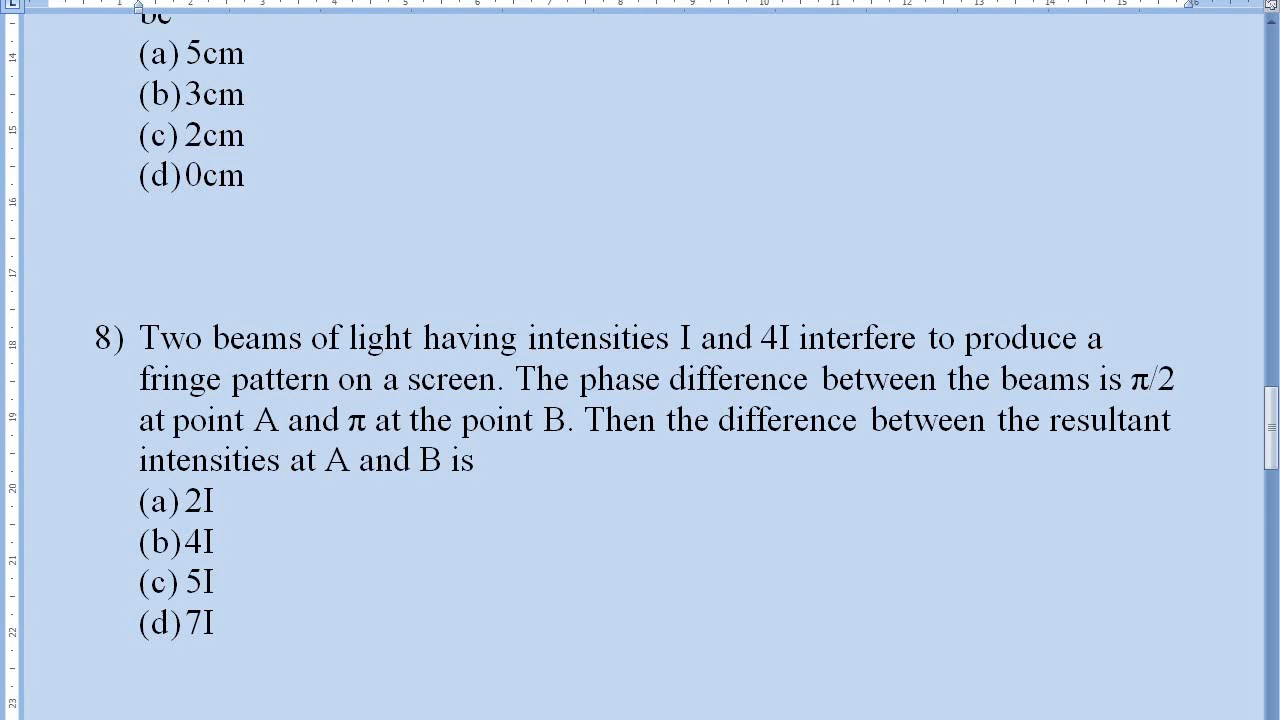 bc
(a) 5cm
(b) 3cm
(c) 2cm
(d) 0cm
8) Two beams of light having intensities I and 4I interfere to produce a
fringe pattern on a screen. The phase difference between the beams is π/2
at point A and π at the point B. Then the difference between the resultant
intensities at A and B is
(a) 2I
(b) 4I
(c) 5I
(d) 7I